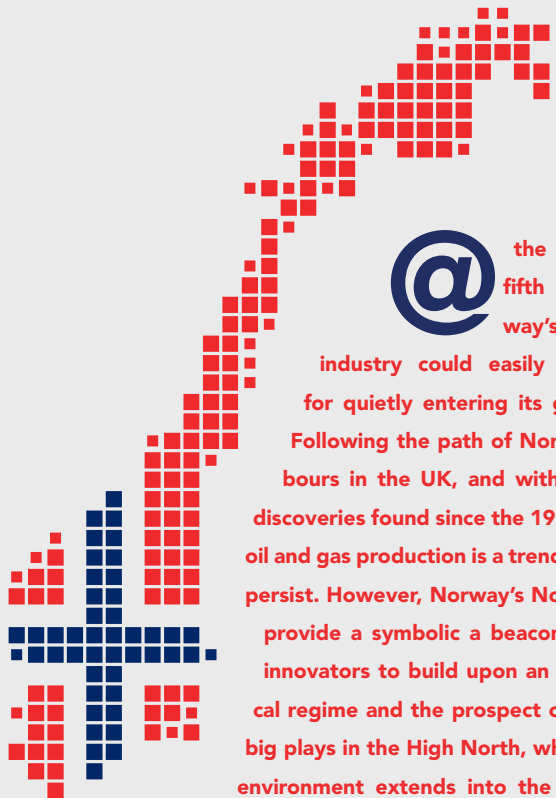 @ the
fifth
way’s
industry could easily
for quietly entering its
Following the path of Nor
bours in the UK, and with
discoveries found since the 19
oil and gas production is a trend
persist. However, Norway’s No
provide a symbolic a beacon
innovators to build upon an
cal regime and the prospect o
big plays in the High North, wh
environment extends into the